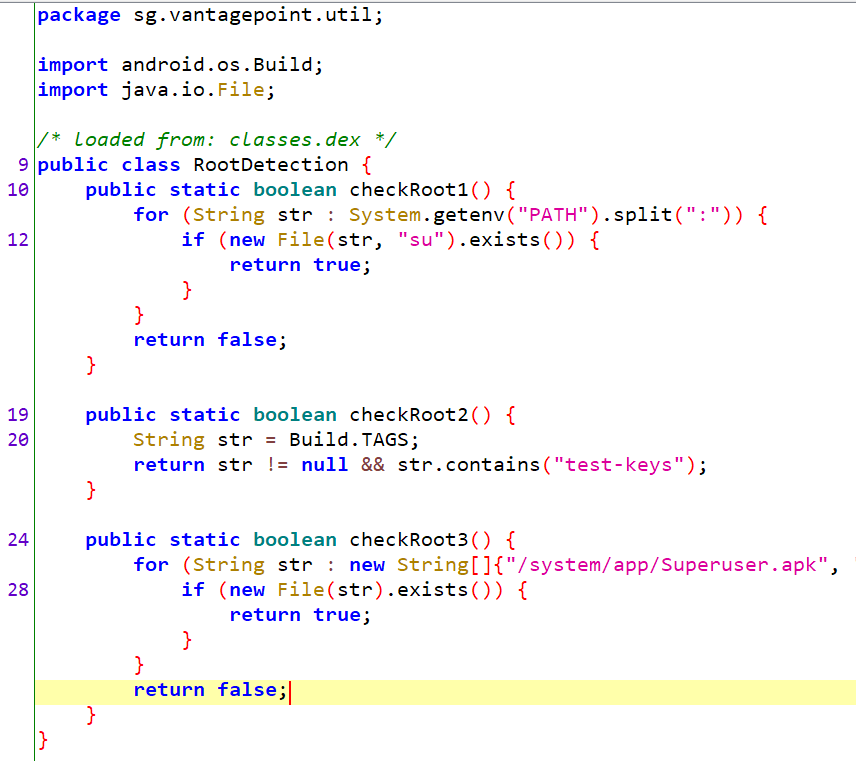 package sg.vantagepoint.util;
import android.os.Build;
import java.io.File;
/* loaded from: classes.dex */
9 public class RootDetection {
10 public static boolean checkRoot1() {
for (String str : System.getenv("PATH").split(":")) {
12 if (new File(str, "su").exists()) {
return true;
}
}
return false;
}
19 public static boolean checkRoot2() {
20 String str = Build.TAGS;
return str != null && str.contains("test-keys");
}
24 public static boolean checkRoot3() {
for (String str : new String[]{"/system/app/Superuser.apk", "
28 if (new File(str).exists()) {
return true;
}
}
return false;
}
}